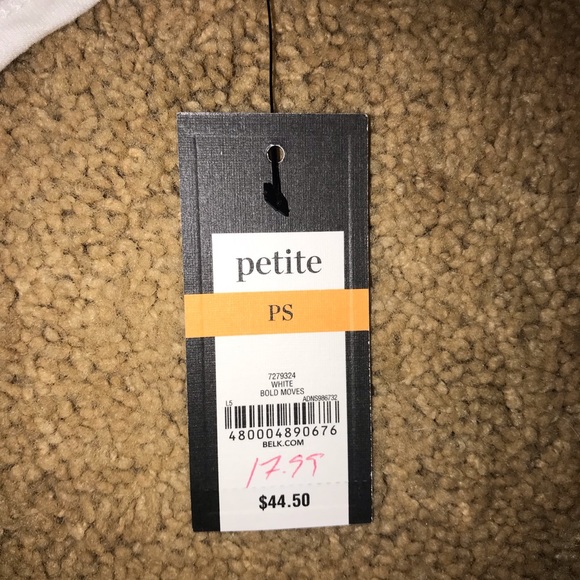 petite
PS
7279324
WHITE
BOLD MOVES
L5 ADNS986732
480004890676
BELK.COM
17.99
$44.50